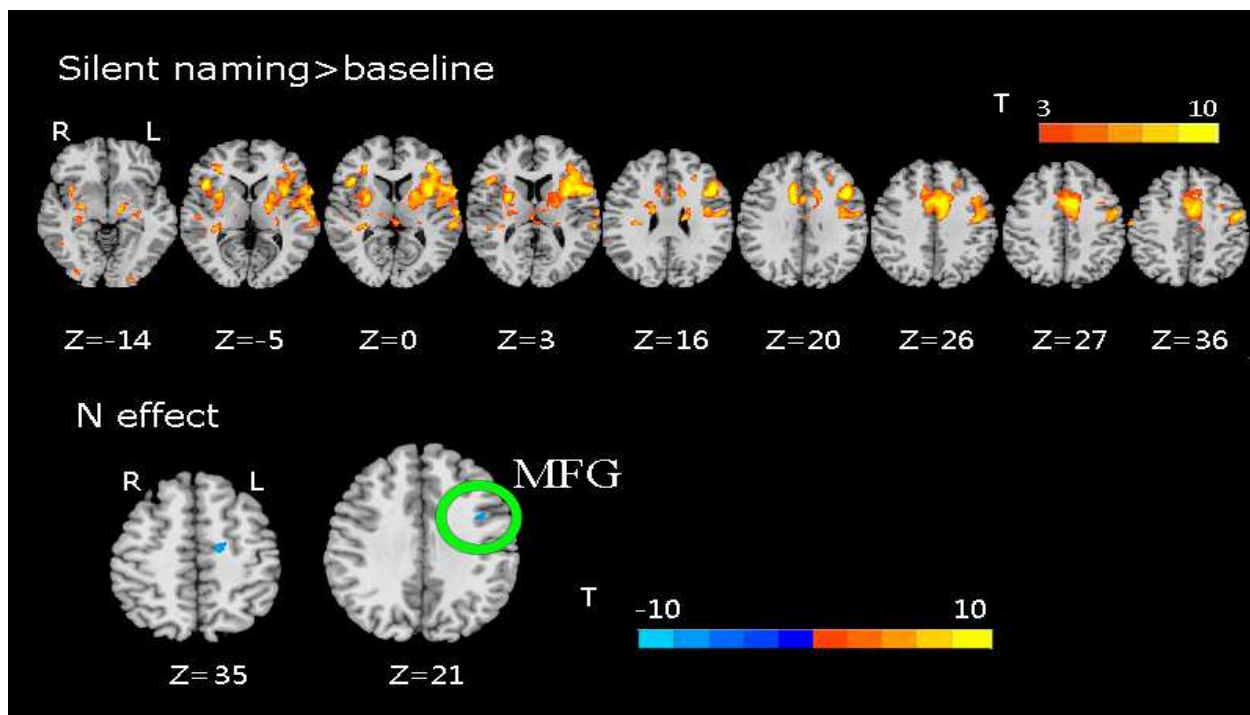 Silent naming>baseline
T 3 10
R L
Z=-14 Z=-5 Z=0 Z=3 Z=16 Z=20 Z=26 Z=27 Z=36
N effect
R L
MFG
T -10 10
Z=35 Z=21